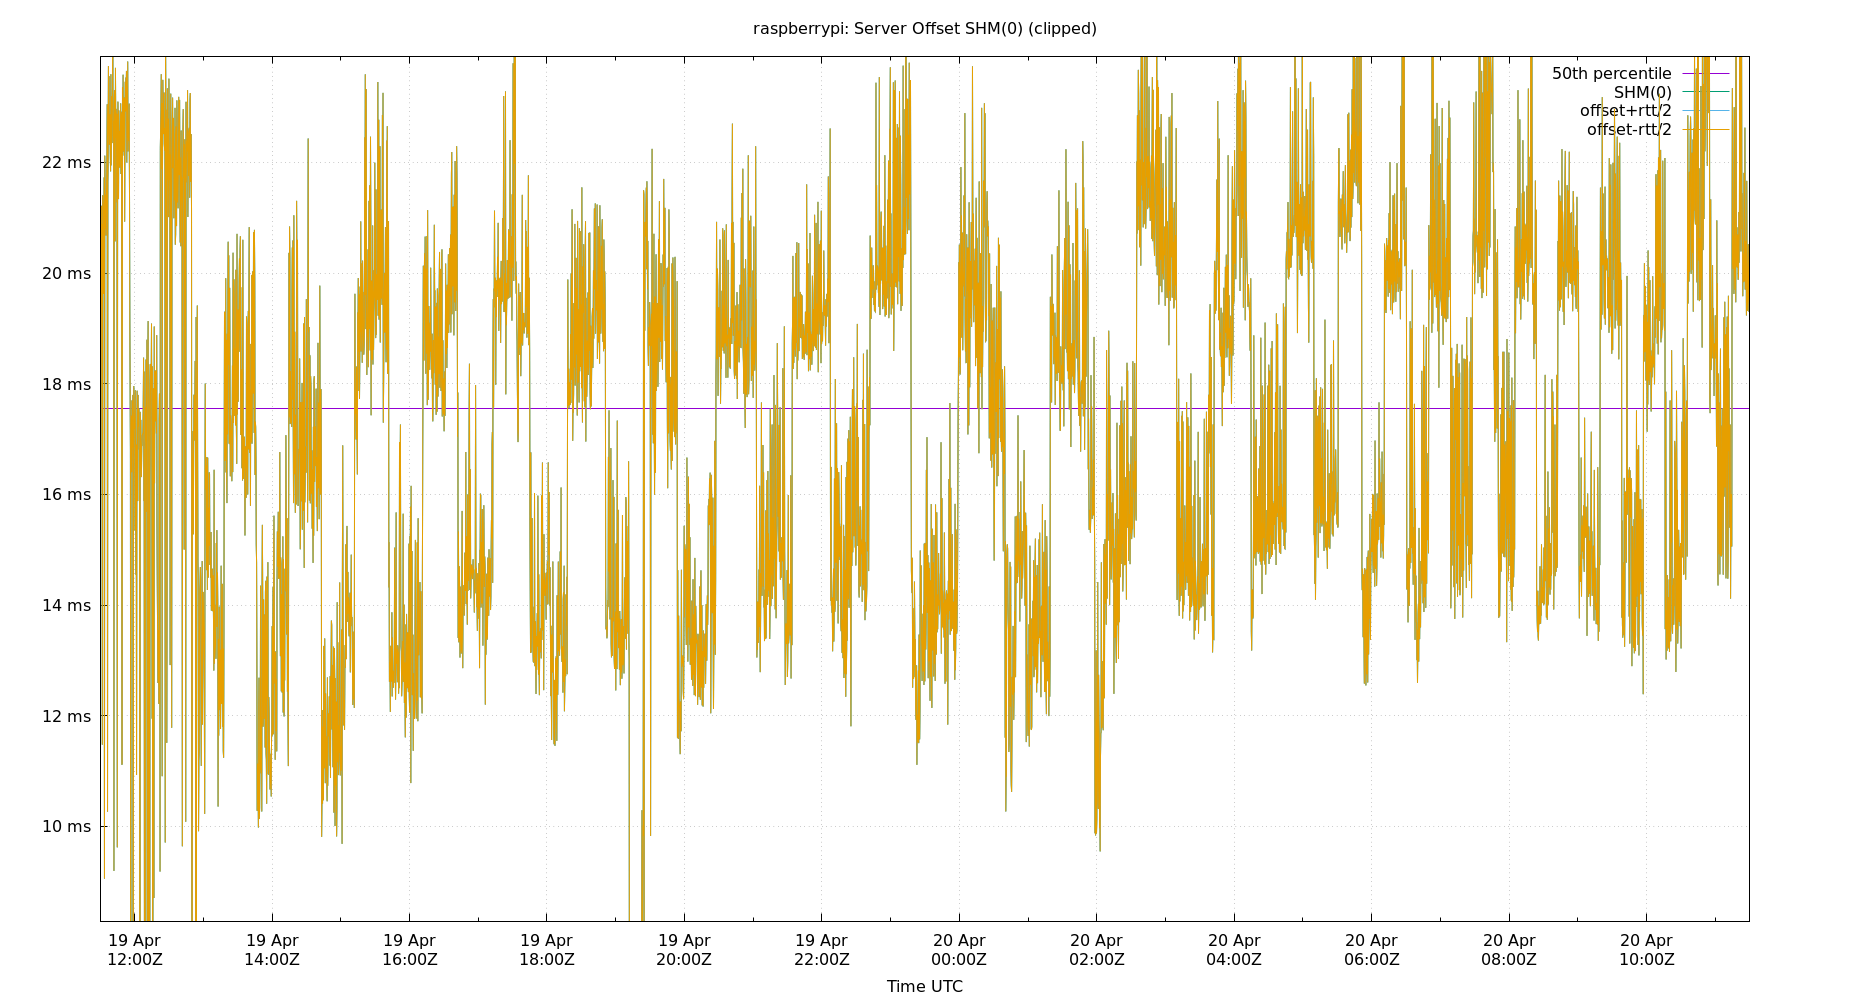 raspberrypi: Server Offset SHM(0) (clipped)
50th percentile
SHM(0)
offset+rtt/2
offset-rtt/2
22 ms
20 ms
18 ms
16 ms
14 ms
12 ms
10 ms
19 Apr 19 Apr 19 Apr 19 Apr 19 Apr 19 Apr 20 Apr 20 Apr 20 Apr 20 Apr 20 Apr 20 Apr
12:00Z 14:00Z 16:00Z 18:00Z 20:00Z 22:00Z 00:00Z 02:00Z 04:00Z 06:00Z 08:00Z 10:00Z
Time UTC